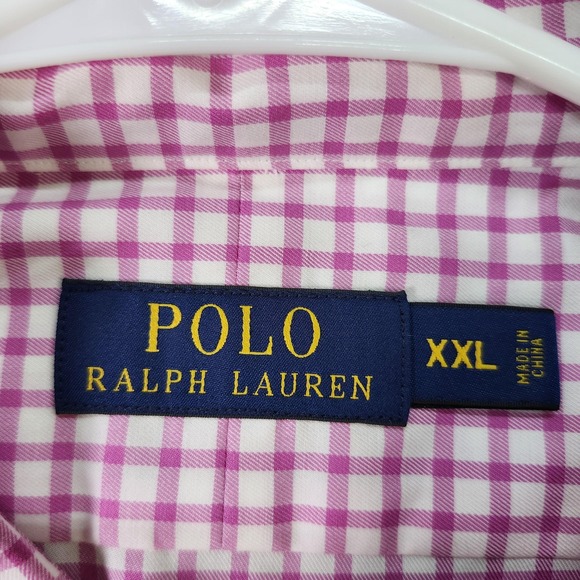 POLO
RALPH LAUREN
XXL
MADE IN
CHINA